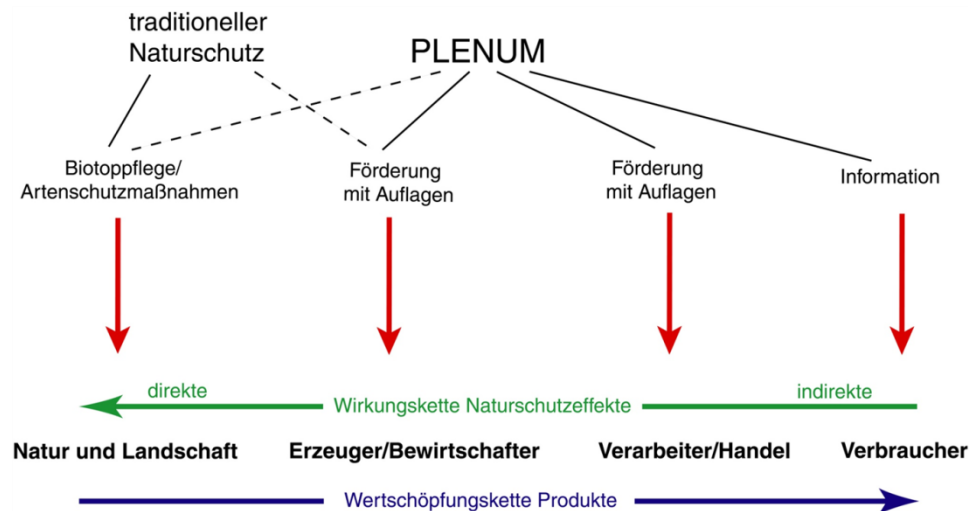 traditioneller
Naturschutz
PLENUM
Biotoppflege/
Artenschutzmaßnahmen
Förderung
mit Auflagen
Förderung
mit Auflagen
Information
direkte
Wirkungskette Naturschutzeffekte
indirekte
Natur und Landschaft
Erzeuger/Bewirtschafter
Verarbeiter/Handel
Verbraucher
Wertschöpfungskette Produkte